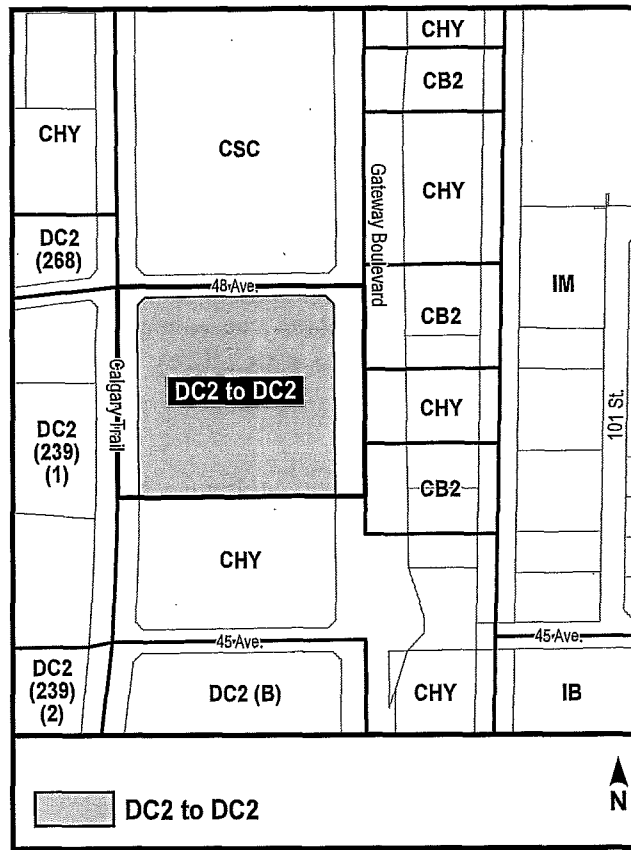 CHY
CB2
CHY
CSC
Gateway Boulevard
CHY
DC2
(268)
IM
48 Ave.
CB2
Calgary Trail
DC2 to DC2
101 St.
CHY
DC2
(239)
(1)
CB2
CHY
45 Ave.
45 Ave.
DC2
(239)
(2)
DC2 (B)
CHY
IB
DC2 to DC2
N